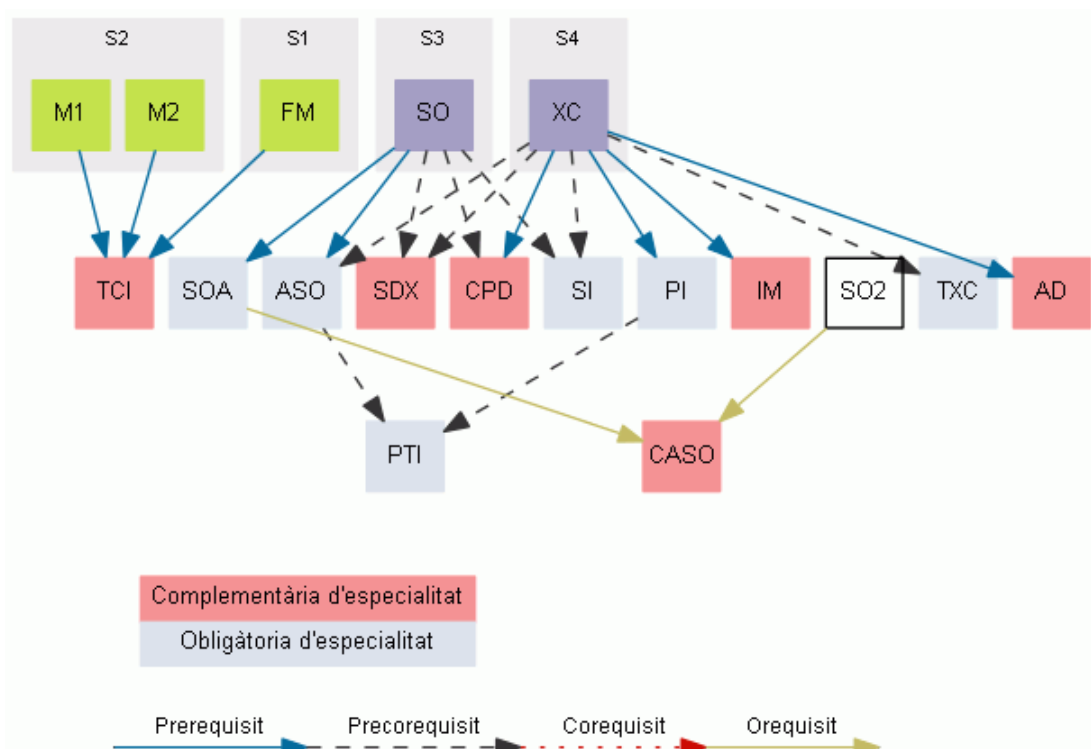 S2 S1 S3 S4
M1 M2 FM SO XC
TCI SOA ASO SDX CPD SI PI IM SO2 TXC AD
PTI CASO
Complementària d'especialitat
Obligàtoria d'especialitat
Prerequisit Precorequisit Corequisit Orequisit